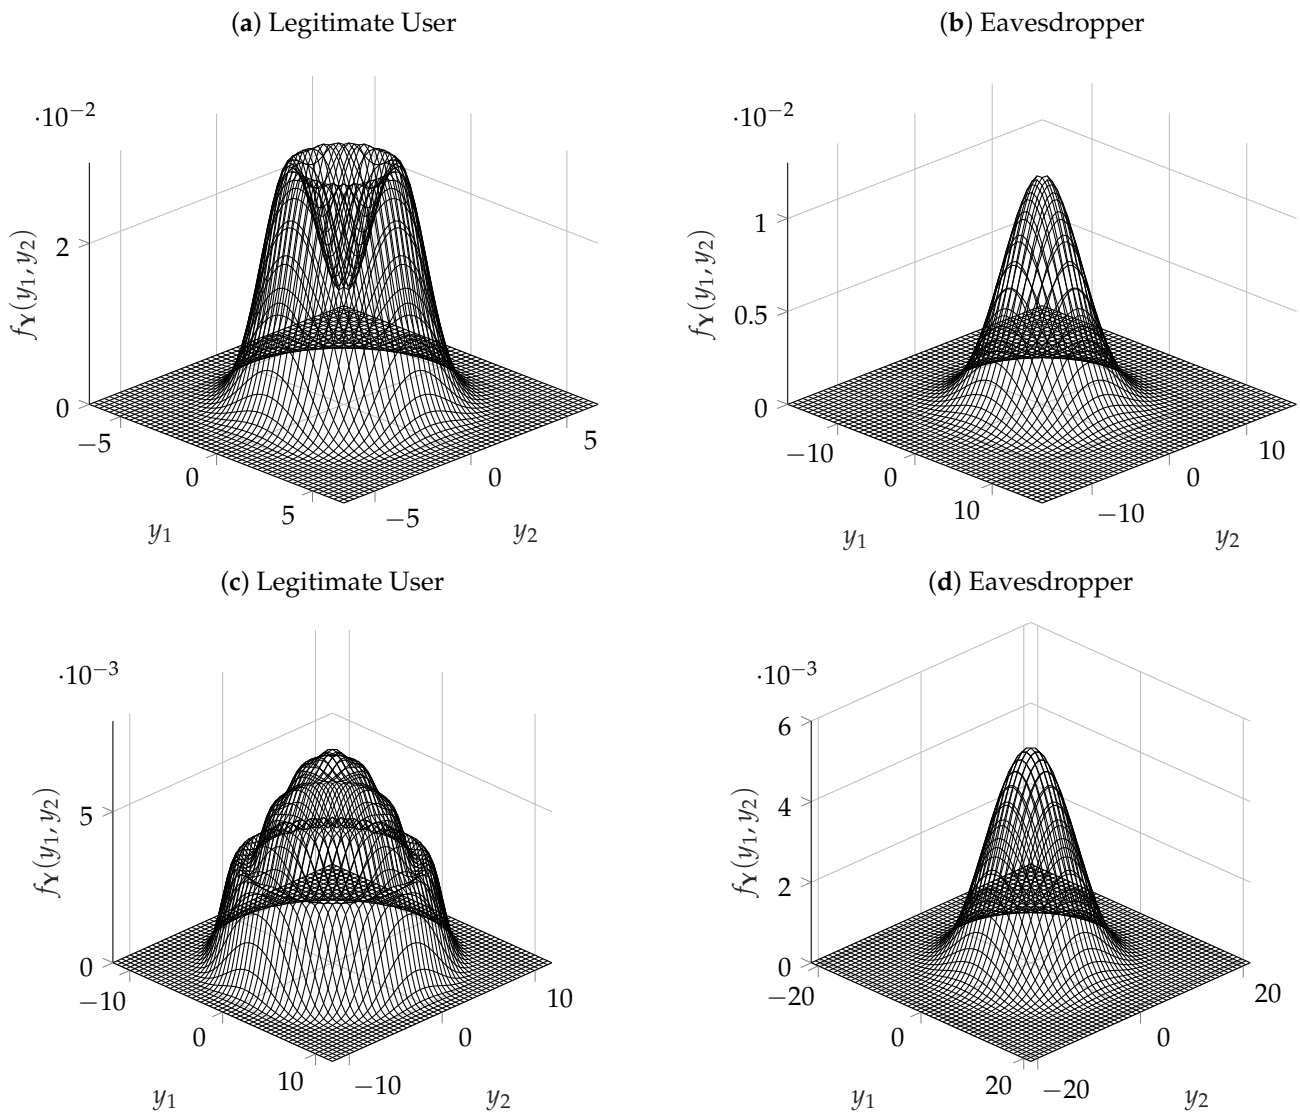 (a) Legitimate User
·10⁻²
f_Y(y₁, y₂)
2
0
−5
0
5
−5
0
5
y₁
y₂
(b) Eavesdropper
·10⁻²
f_Y(y₁, y₂)
1
0.5
0
−10
0
10
−10
0
10
y₁
y₂
(c) Legitimate User
·10⁻³
f_Y(y₁, y₂)
5
0
−10
0
10
−10
0
10
y₁
y₂
(d) Eavesdropper
·10⁻³
f_Y(y₁, y₂)
6
4
2
0
−20
0
20
−20
0
20
y₁
y₂